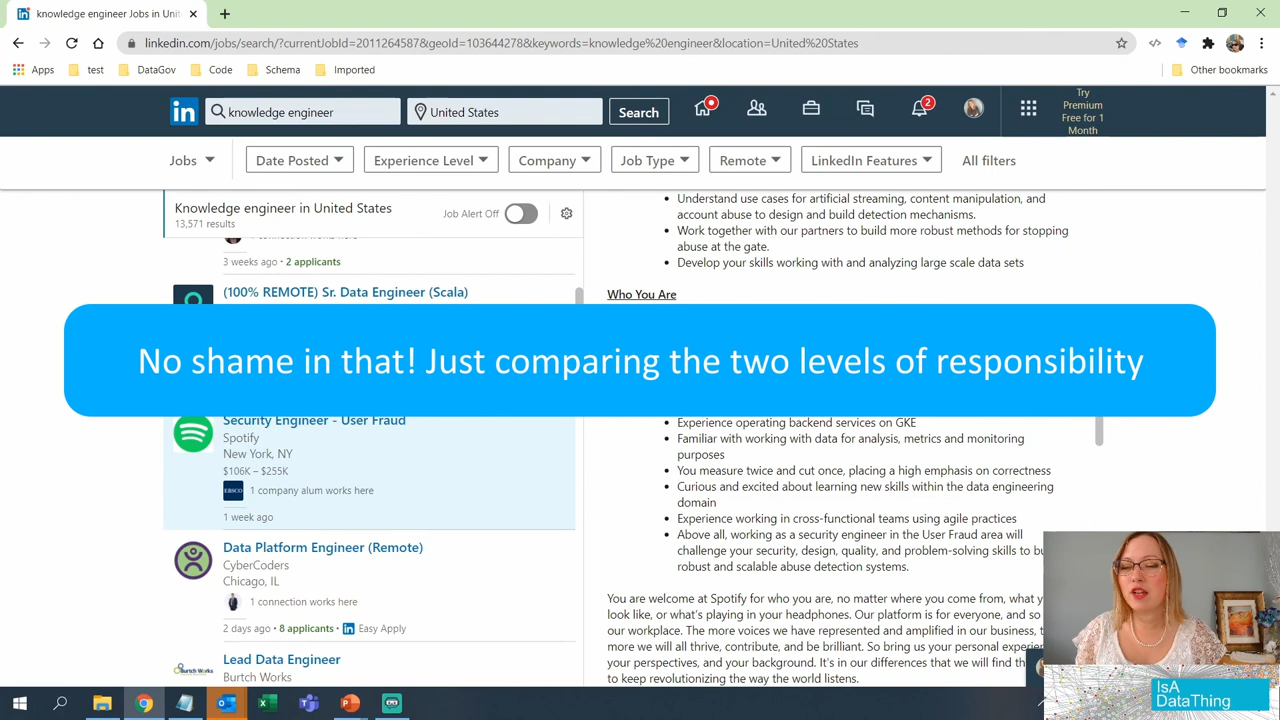 knowledge engineer Jobs in Unit
linkedin.com/jobs/search/?currentJobId=2011264587&geoId=103644278&keywords=knowledge%20engineer&location=United%20States
Apps test DataGov Code Schema Imported Other bookmarks
in knowledge engineer United States Search 2
Try
Premium
Free for 1
Month
Jobs Date Posted Experience Level Company Job Type Remote LinkedIn Features All filters
Knowledge engineer in United States
13,571 results
Job Alert Off
1 connection works here
3 weeks ago • 2 applicants
(100% REMOTE) Sr. Data Engineer (Scala)
Understand use cases for artificial streaming, content manipulation, and
account abuse to design and build detection mechanisms.
Work together with our partners to build more robust methods for stopping
abuse at the gate.
Develop your skills working with and analyzing large scale data sets
Who You Are
No shame in that! Just comparing the two levels of responsibility
Security Engineer - User Fraud
Spotify
New York, NY
$106K – $255K
EBSCO 1 company alum works here
1 week ago
Data Platform Engineer (Remote)
CyberCoders
Chicago, IL
1 connection works here
2 days ago • 8 applicants in Easy Apply
Lead Data Engineer
Burtch Works
Burtch Works
Experience operating backend services on GKE
Familiar with working with data for analysis, metrics and monitoring
purposes
You measure twice and cut once, placing a high emphasis on correctness
Curious and excited about learning new skills within the data engineering
domain
Experience working in cross-functional teams using agile practices
Above all, working as a security engineer in the User Fraud area will
challenge your security, design, quality, and problem-solving skills to bu
robust and scalable abuse detection systems.
You are welcome at Spotify for who you are, no matter where you come from, what y
look like, or what's playing in your headphones. Our platform is for everyone, and so
our workplace. The more voices we have represented and amplified in our business, t
more we will all thrive, contribute, and be brilliant. So bring us your personal experien
your perspectives, and your background. It's in our differences that we will find th
to keep revolutionizing the way the world listens.
IsA
DataThing